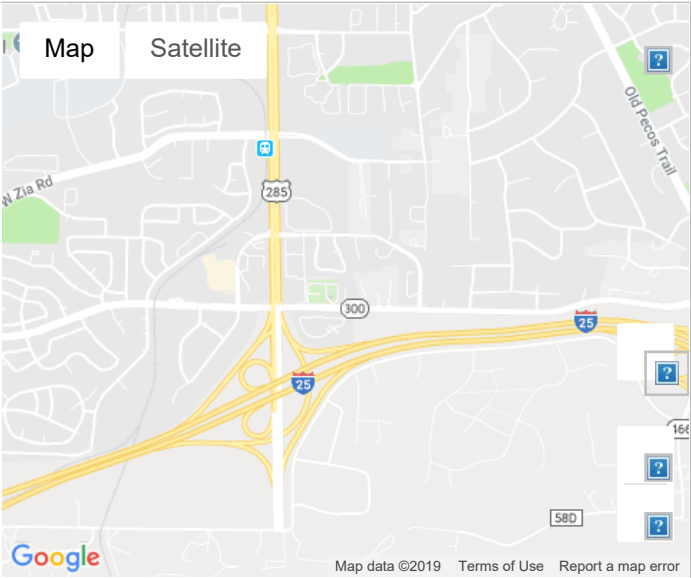 Map Satellite
Old Pecos Trail
W Zia Rd
285
300
25
25
466
58D
Google
Map data ©2019 Terms of Use Report a map error